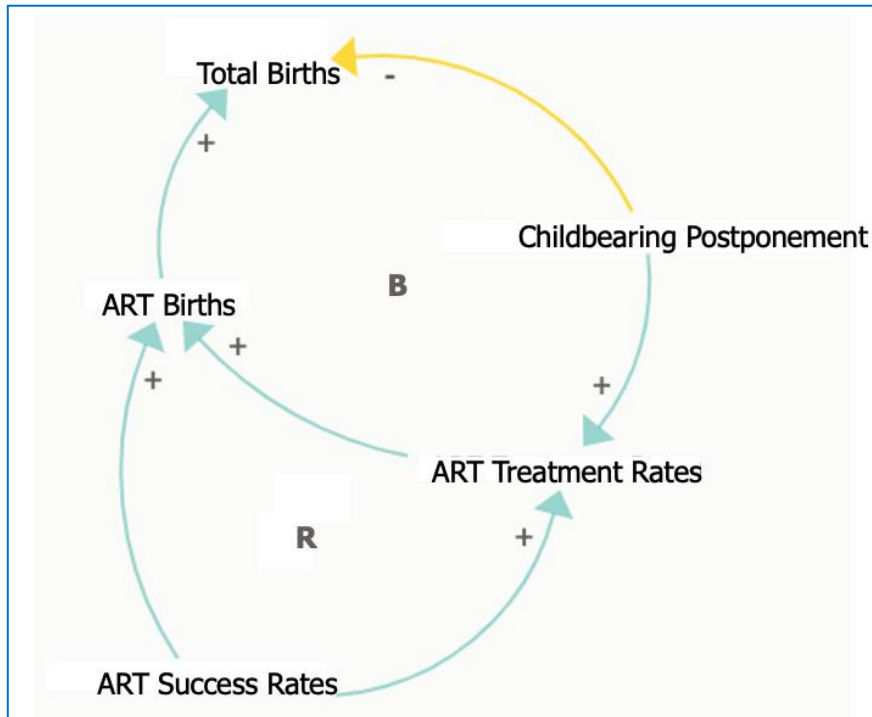 Total Births
-
+
Childbearing Postponement
B
ART Births
+
+
+
ART Treatment Rates
R
+
ART Success Rates